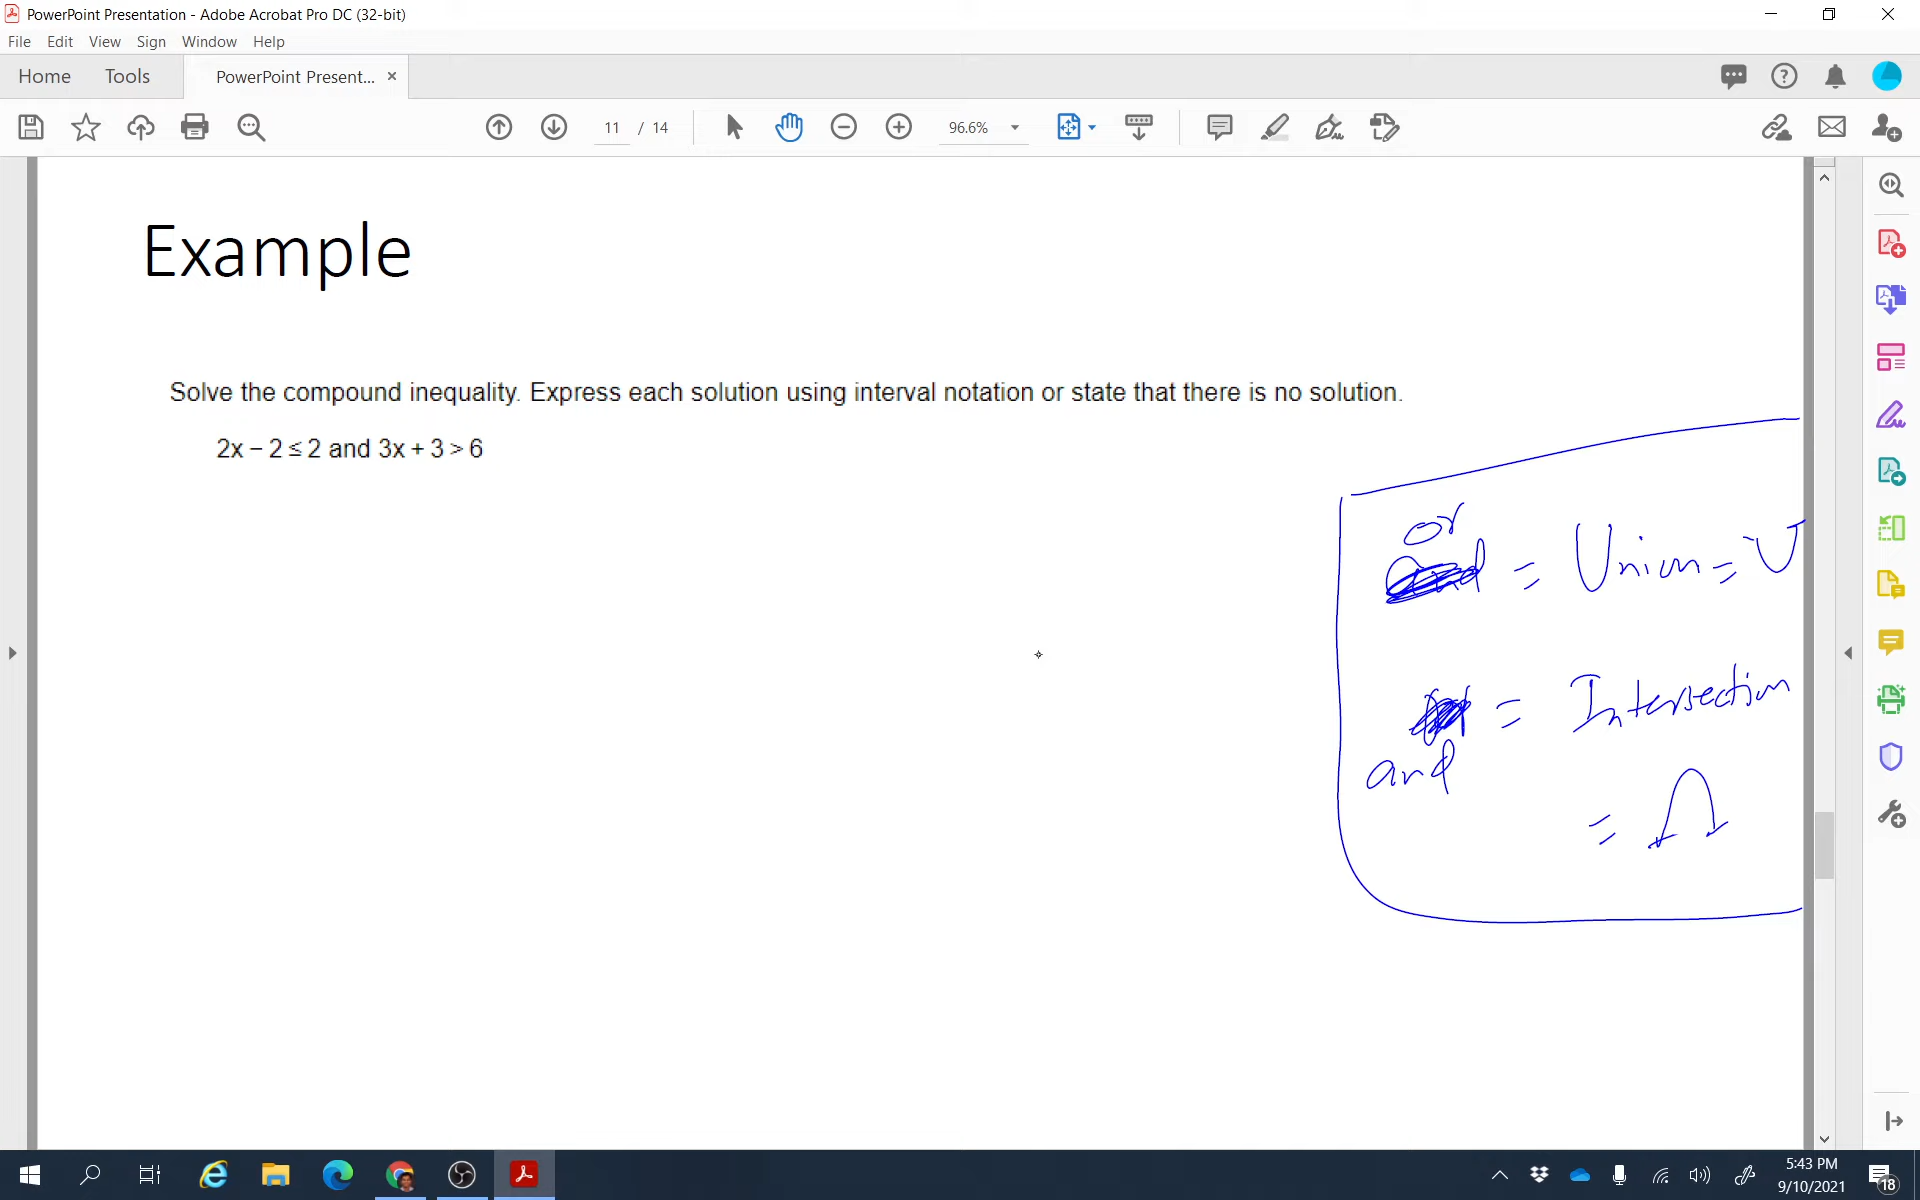 PowerPoint Presentation - Adobe Acrobat Pro DC (32-bit)
File Edit View Sign Window Help
Home Tools PowerPoint Present... ×
11 / 14 96.6%
Example
Solve the compound inequality. Express each solution using interval notation or state that there is no solution.
2x − 2 ≤ 2 and 3x + 3 > 6
or
= Union = U
= Intersection
and
= ∩
5:43 PM
9/10/2021
18